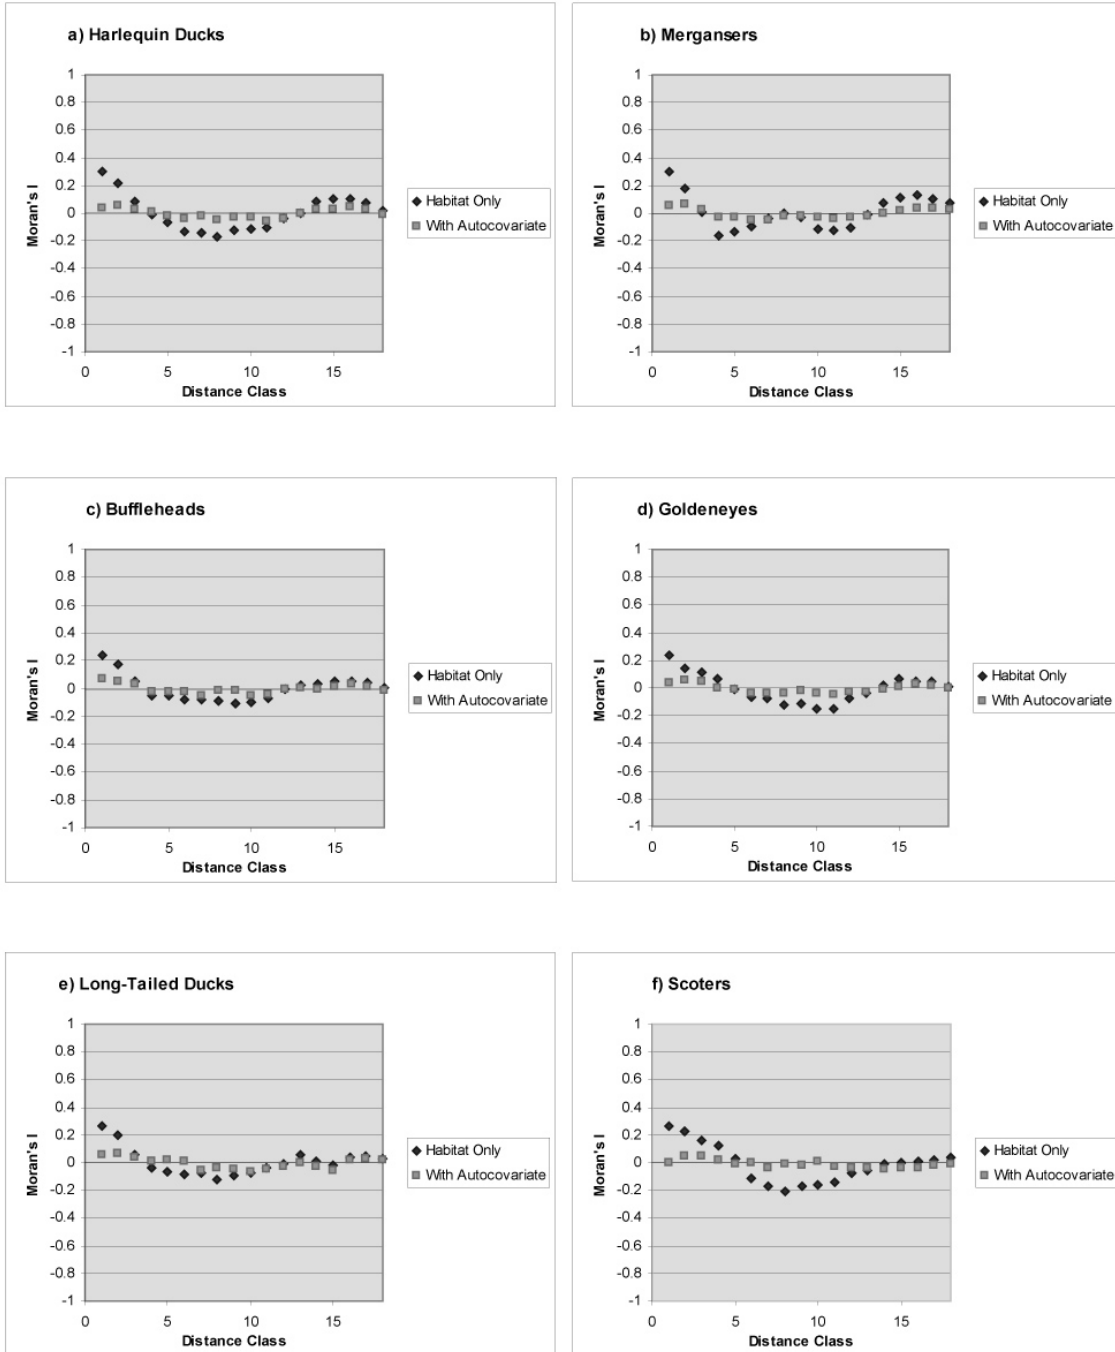 a) Harlequin Ducks
1
0.8
0.6
0.4
0.2
0
-0.2
-0.4
-0.6
-0.8
-1
Moran's I
0 5 10 15
Distance Class
Habitat Only
With Autocovariate
b) Mergansers
1
0.8
0.6
0.4
0.2
0
-0.2
-0.4
-0.6
-0.8
-1
Moran's I
0 5 10 15
Distance Class
Habitat Only
With Autocovariate
c) Buffleheads
1
0.8
0.6
0.4
0.2
0
-0.2
-0.4
-0.6
-0.8
-1
Moran's I
0 5 10 15
Distance Class
Habitat Only
With Autocovariate
d) Goldeneyes
1
0.8
0.6
0.4
0.2
0
-0.2
-0.4
-0.6
-0.8
-1
Moran's I
0 5 10 15
Distance Class
Habitat Only
With Autocovariate
e) Long-Tailed Ducks
1
0.8
0.6
0.4
0.2
0
-0.2
-0.4
-0.6
-0.8
-1
Moran's I
0 5 10 15
Distance Class
Habitat Only
With Autocovariate
f) Scoters
1
0.8
0.6
0.4
0.2
0
-0.2
-0.4
-0.6
-0.8
-1
Moran's I
0 5 10 15
Distance Class
Habitat Only
With Autocovariate